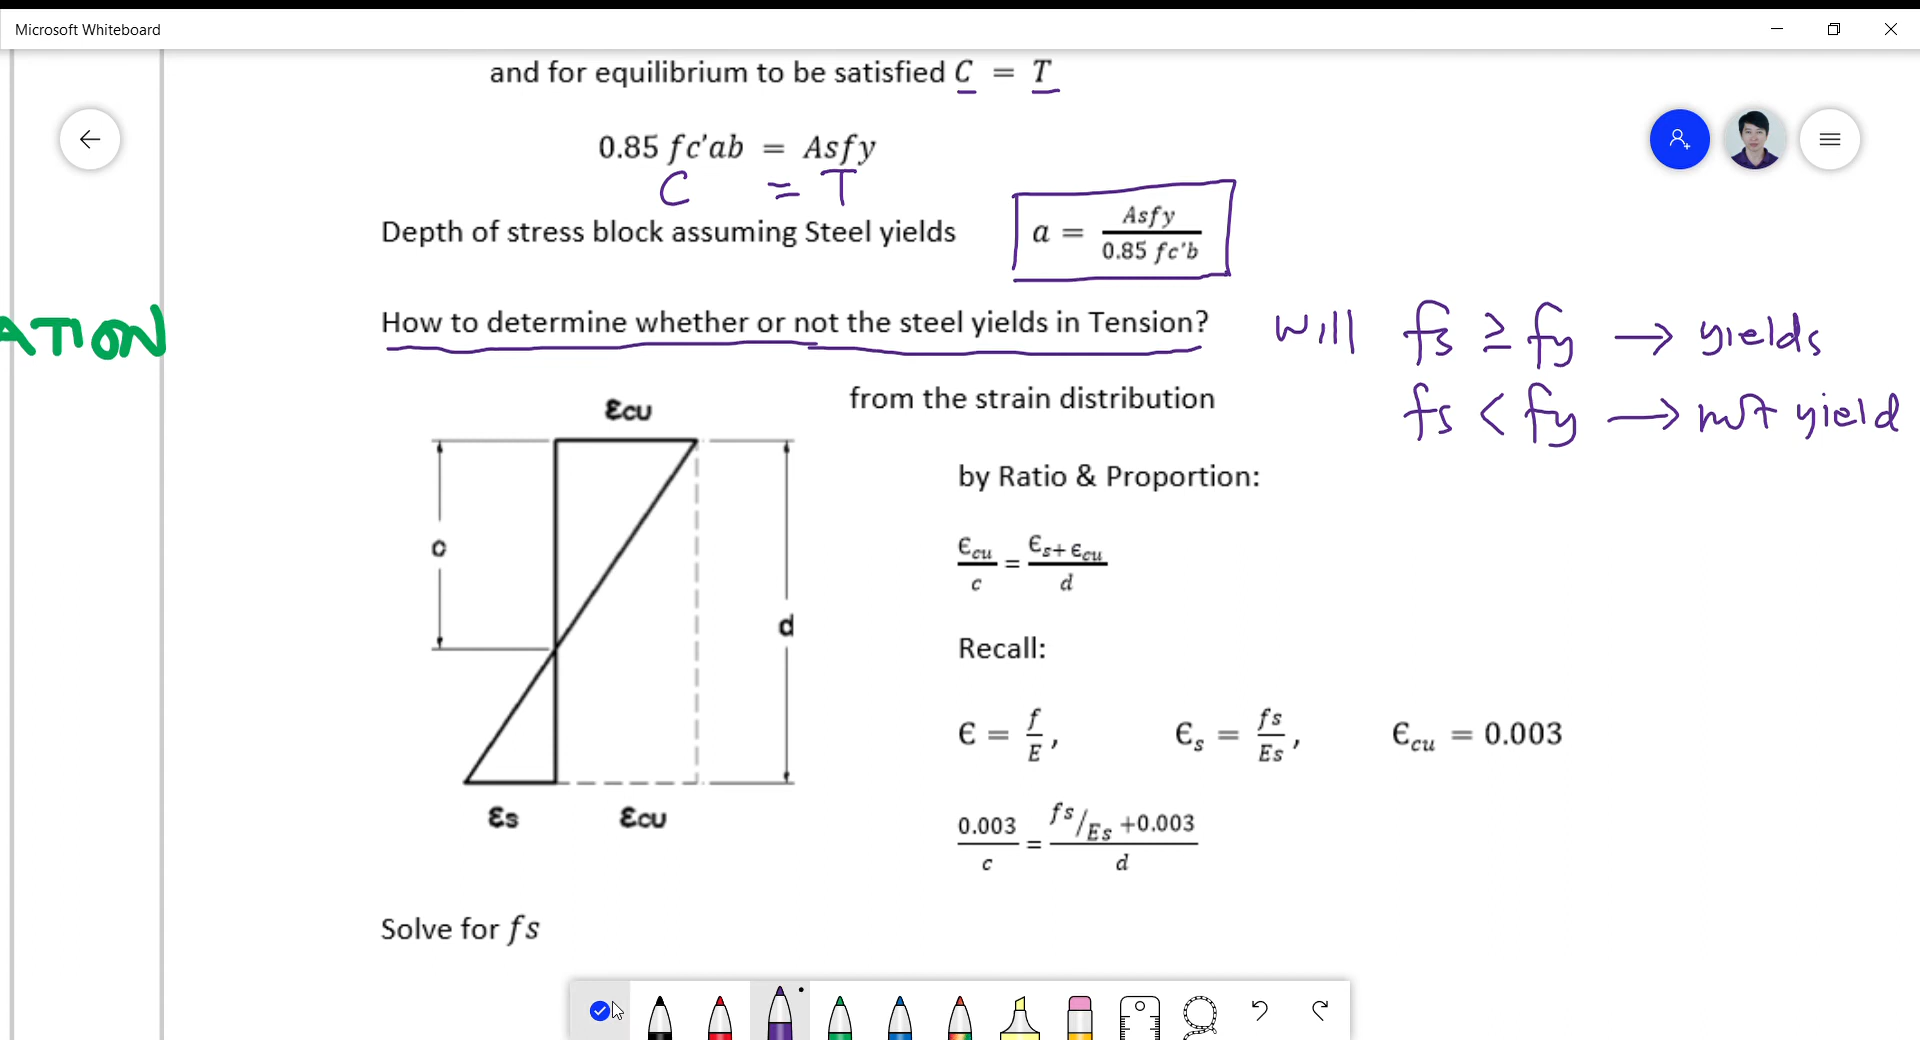 Microsoft Whiteboard
and for equilibrium to be satisfied C = T
0.85 fc'ab = Asfy
C = T
Depth of stress block assuming Steel yields a = Asfy / 0.85 fc'b
ATION
How to determine whether or not the steel yields in Tension? will fs ≥ fy → yields
fs < fy → not yield
from the strain distribution
εcu
by Ratio & Proportion:
c
ϵcu / c = ϵs + ϵcu / d
d
Recall:
ϵ = f / E, ϵs = fs / Es, ϵcu = 0.003
εs εcu
0.003 / c = fs/Es +0.003 / d
Solve for fs